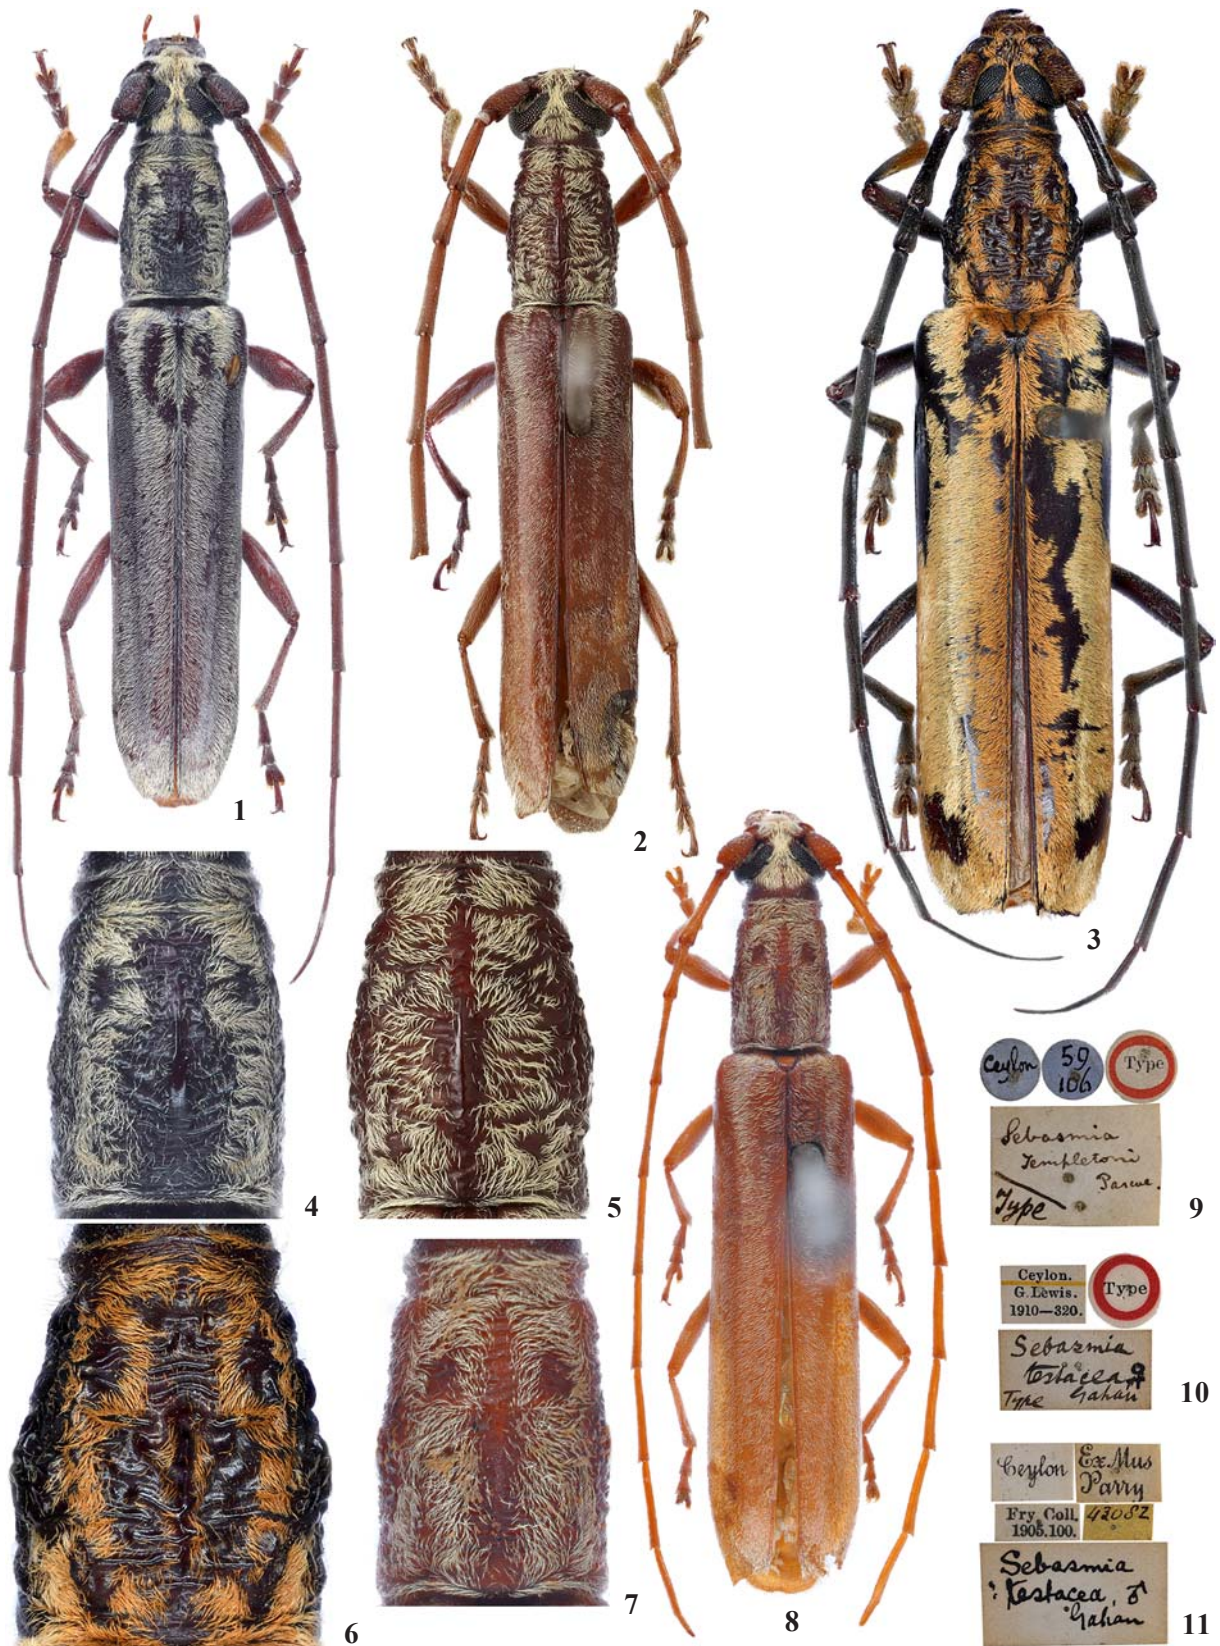 1
2
3
4
5
6
7
8
Ceylon
59
106
Type
Sebasmia
Templetoni
Pascoe.
Type
9
Ceylon.
G. Lewis.
1910—320.
Type
Sebasmia
testacea ♀
Type Gahan
10
Ceylon
Ex. Mus
Parry
Fry Coll.
1905.100.
42082
Sebasmia
testacea, ♂
Gahan
11